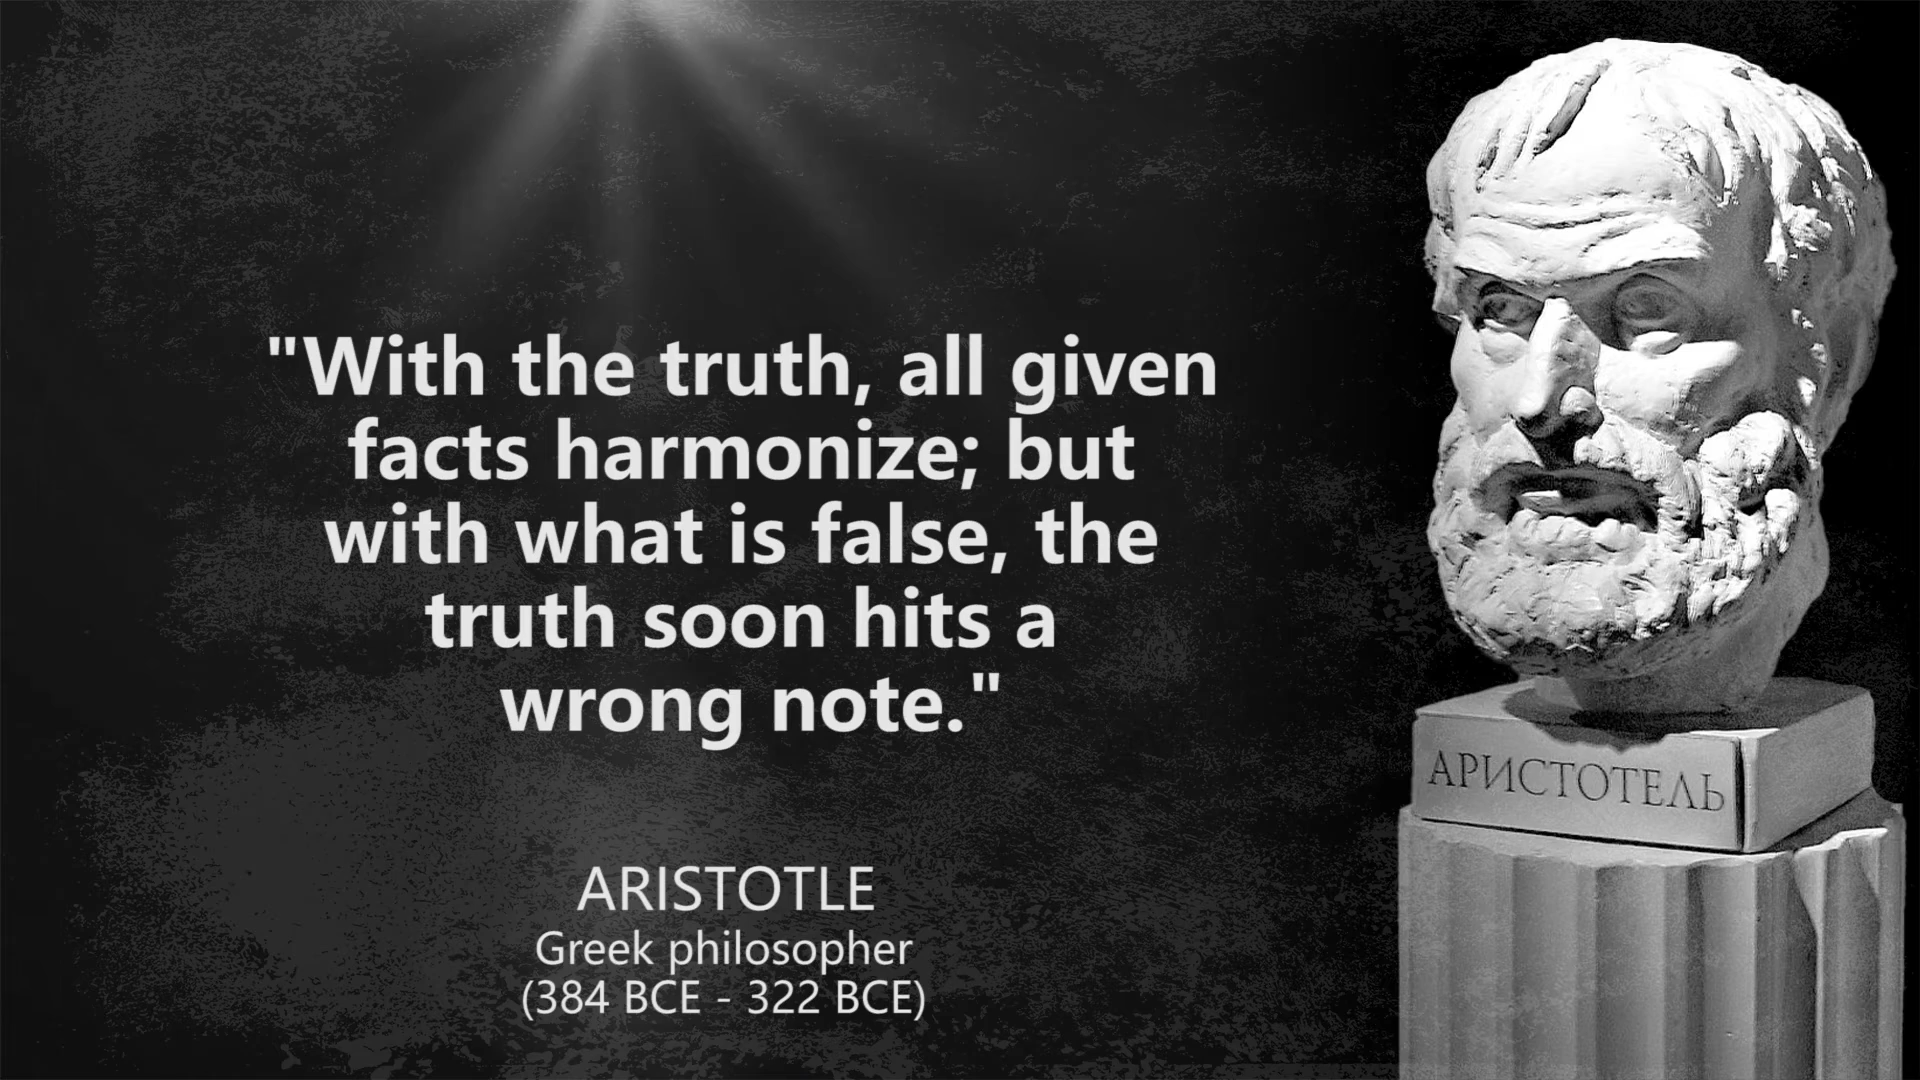 "With the truth, all given
facts harmonize; but
with what is false, the
truth soon hits a
wrong note."
ARISTOTLE
Greek philosopher
(384 BCE - 322 BCE)
АРИСТОТЕЛЬ